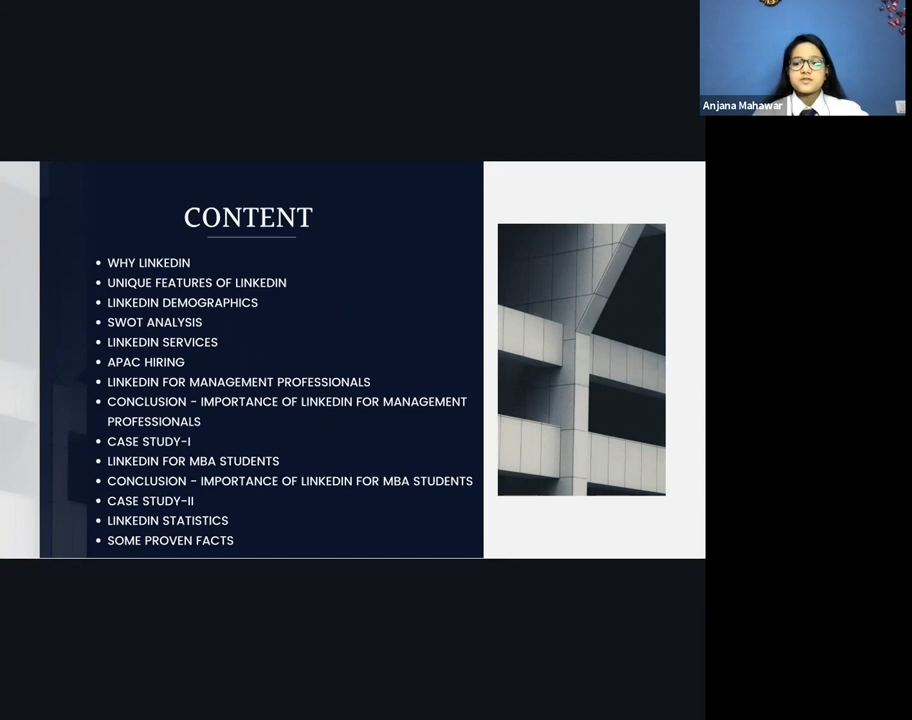 Anjana Mahawar
CONTENT
• WHY LINKEDIN
• UNIQUE FEATURES OF LINKEDIN
• LINKEDIN DEMOGRAPHICS
• SWOT ANALYSIS
• LINKEDIN SERVICES
• APAC HIRING
• LINKEDIN FOR MANAGEMENT PROFESSIONALS
• CONCLUSION - IMPORTANCE OF LINKEDIN FOR MANAGEMENT
PROFESSIONALS
• CASE STUDY-I
• LINKEDIN FOR MBA STUDENTS
• CONCLUSION - IMPORTANCE OF LINKEDIN FOR MBA STUDENTS
• CASE STUDY-II
• LINKEDIN STATISTICS
• SOME PROVEN FACTS